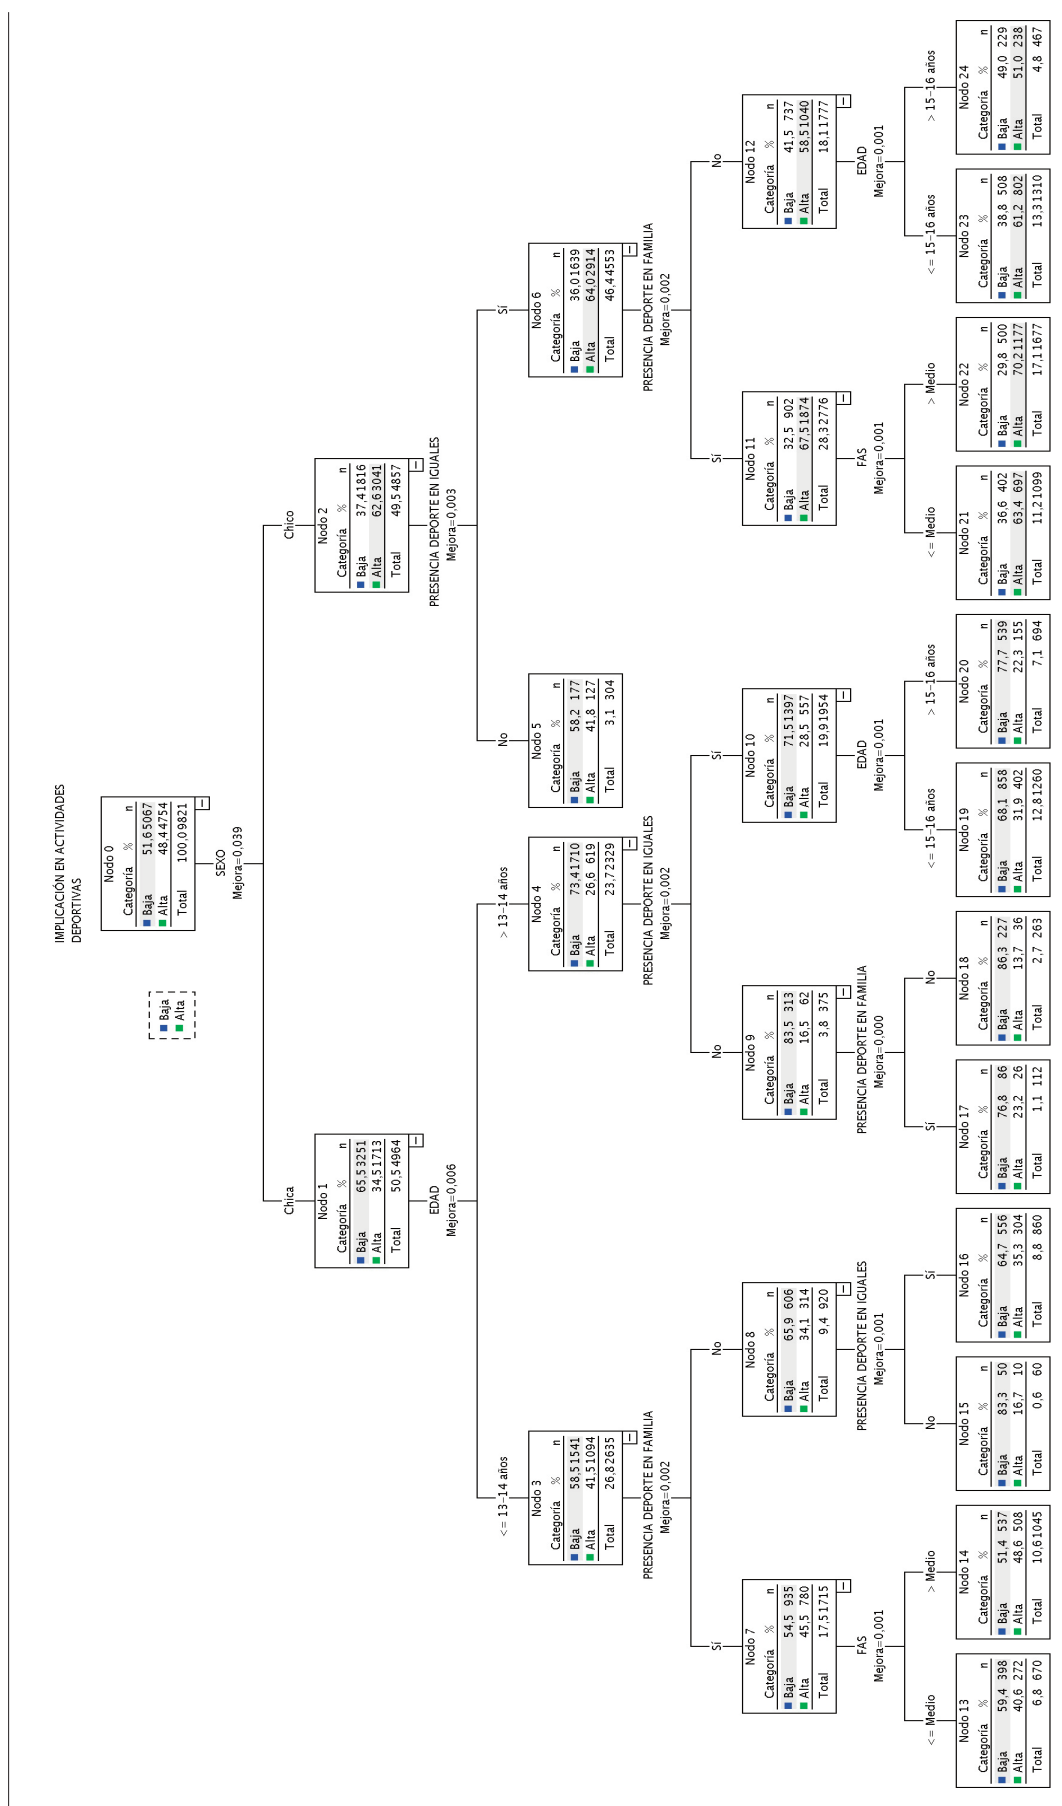 IMPLICACIÓN EN ACTIVIDADES
DEPORTIVAS
Baja
Alta
Nodo 0
Categoría % n
Baja 51,6 5067
Alta 48,4 4754
Total 100,0 9821
SEXO
Mejora=0,039
Chica
Chico
Nodo 1
Categoría % n
Baja 65,5 3251
Alta 34,5 1713
Total 50,5 4964
EDAD
Mejora=0,006
Nodo 2
Categoría % n
Baja 37,4 1816
Alta 62,6 3041
Total 49,5 4857
PRESENCIA DEPORTE EN IGUALES
Mejora=0,003
<= 13-14 años
> 13-14 años
No
Sí
Nodo 3
Categoría % n
Baja 58,5 1541
Alta 41,5 1094
Total 26,8 2635
PRESENCIA DEPORTE EN FAMILIA
Mejora=0,002
Nodo 4
Categoría % n
Baja 73,4 1710
Alta 26,6 619
Total 23,7 2329
PRESENCIA DEPORTE EN IGUALES
Mejora=0,002
Nodo 5
Categoría % n
Baja 58,2 177
Alta 41,8 127
Total 3,1 304
Nodo 6
Categoría % n
Baja 36,0 1639
Alta 64,0 2914
Total 46,4 4553
PRESENCIA DEPORTE EN FAMILIA
Mejora=0,002
Sí
No
No
Sí
Sí
No
Nodo 7
Categoría % n
Baja 54,5 935
Alta 45,5 780
Total 17,5 1715
FAS
Mejora=0,001
Nodo 8
Categoría % n
Baja 65,9 606
Alta 34,1 314
Total 9,4 920
PRESENCIA DEPORTE EN IGUALES
Mejora=0,001
Nodo 9
Categoría % n
Baja 83,5 313
Alta 16,5 62
Total 3,8 375
PRESENCIA DEPORTE EN FAMILIA
Mejora=0,000
Nodo 10
Categoría % n
Baja 71,5 1397
Alta 28,5 557
Total 19,9 1954
EDAD
Mejora=0,001
Nodo 11
Categoría % n
Baja 32,5 902
Alta 67,5 1874
Total 28,3 2776
FAS
Mejora=0,001
Nodo 12
Categoría % n
Baja 41,5 737
Alta 58,5 1040
Total 18,1 1777
EDAD
Mejora=0,001
<= Medio
> Medio
No
Sí
Sí
No
<= 15-16 años
> 15-16 años
<= Medio
> Medio
<= 15-16 años
> 15-16 años
Nodo 13
Categoría % n
Baja 59,4 398
Alta 40,6 272
Total 6,8 670
Nodo 14
Categoría % n
Baja 51,4 537
Alta 48,6 508
Total 10,6 1045
Nodo 15
Categoría % n
Baja 83,3 50
Alta 16,7 10
Total 0,6 60
Nodo 16
Categoría % n
Baja 64,7 556
Alta 35,3 304
Total 8,8 860
Nodo 17
Categoría % n
Baja 76,8 86
Alta 23,2 26
Total 1,1 112
Nodo 18
Categoría % n
Baja 86,3 227
Alta 13,7 36
Total 2,7 263
Nodo 19
Categoría % n
Baja 68,1 858
Alta 31,9 402
Total 12,8 1260
Nodo 20
Categoría % n
Baja 77,7 539
Alta 22,3 155
Total 7,1 694
Nodo 21
Categoría % n
Baja 36,6 402
Alta 63,4 697
Total 11,2 1099
Nodo 22
Categoría % n
Baja 29,8 500
Alta 70,2 1177
Total 17,1 1677
Nodo 23
Categoría % n
Baja 38,8 508
Alta 61,2 802
Total 13,3 1310
Nodo 24
Categoría % n
Baja 49,0 229
Alta 51,0 238
Total 4,8 467